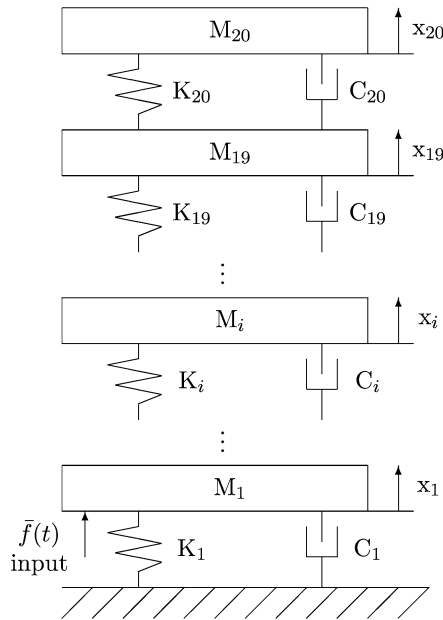 M₂₀ x₂₀
K₂₀ C₂₀
M₁₉ x₁₉
K₁₉ C₁₉
⋮
Mᵢ xᵢ
Kᵢ Cᵢ
⋮
M₁ x₁
f̄(t)
input
K₁ C₁